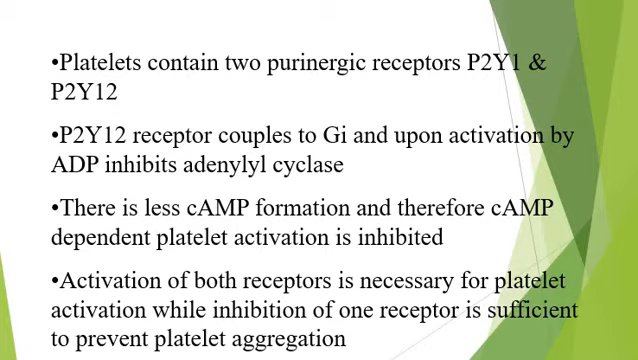 •Platelets contain two purinergic receptors P2Y1 &
P2Y12
•P2Y12 receptor couples to Gi and upon activation by
ADP inhibits adenylyl cyclase
•There is less cAMP formation and therefore cAMP
dependent platelet activation is inhibited
•Activation of both receptors is necessary for platelet
activation while inhibition of one receptor is sufficient
to prevent platelet aggregation